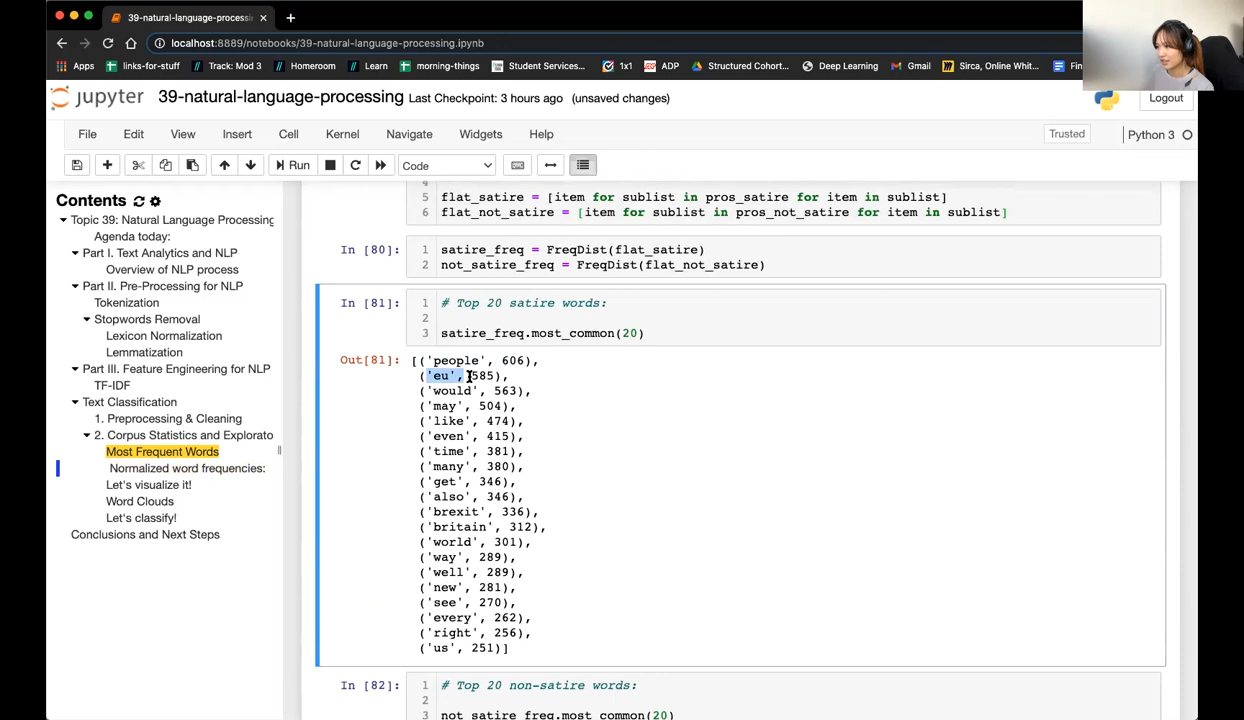 39-natural-language-processi
localhost:8889/notebooks/39-natural-language-processing.ipynb
Apps links-for-stuff Track: Mod 3 Homeroom Learn morning-things Student Services... 1x1 ADP Structured Cohort... Deep Learning Gmail Sirca, Online Whit... Fin
jupyter 39-natural-language-processing Last Checkpoint: 3 hours ago (unsaved changes) Logout
File Edit View Insert Cell Kernel Navigate Widgets Help Trusted Python 3
Run Code
Contents
Topic 39: Natural Language Processing
Agenda today:
Part I. Text Analytics and NLP
Overview of NLP process
Part II. Pre-Processing for NLP
Tokenization
Stopwords Removal
Lexicon Normalization
Lemmatization
Part III. Feature Engineering for NLP
TF-IDF
Text Classification
1. Preprocessing & Cleaning
2. Corpus Statistics and Explorato
Most Frequent Words
Normalized word frequencies:
Let's visualize it!
Word Clouds
Let's classify!
Conclusions and Next Steps
4
5 flat_satire = [item for sublist in pros_satire for item in sublist]
6 flat_not_satire = [item for sublist in pros_not_satire for item in sublist]
In [80]: 1 satire_freq = FreqDist(flat_satire)
2 not_satire_freq = FreqDist(flat_not_satire)
In [81]: 1 # Top 20 satire words:
2
3 satire_freq.most_common(20)
Out[81]: [('people', 606),
('eu', 585),
('would', 563),
('may', 504),
('like', 474),
('even', 415),
('time', 381),
('many', 380),
('get', 346),
('also', 346),
('brexit', 336),
('britain', 312),
('world', 301),
('way', 289),
('well', 289),
('new', 281),
('see', 270),
('every', 262),
('right', 256),
('us', 251)]
In [82]: 1 # Top 20 non-satire words:
2
3 not_satire_freq.most_common(20)